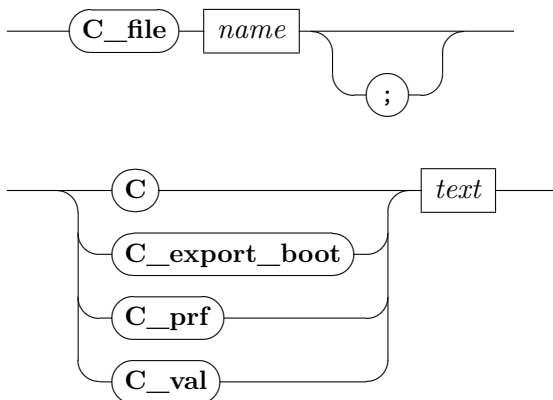 C_file name
;
C text
C_export_boot
C_prf
C_val